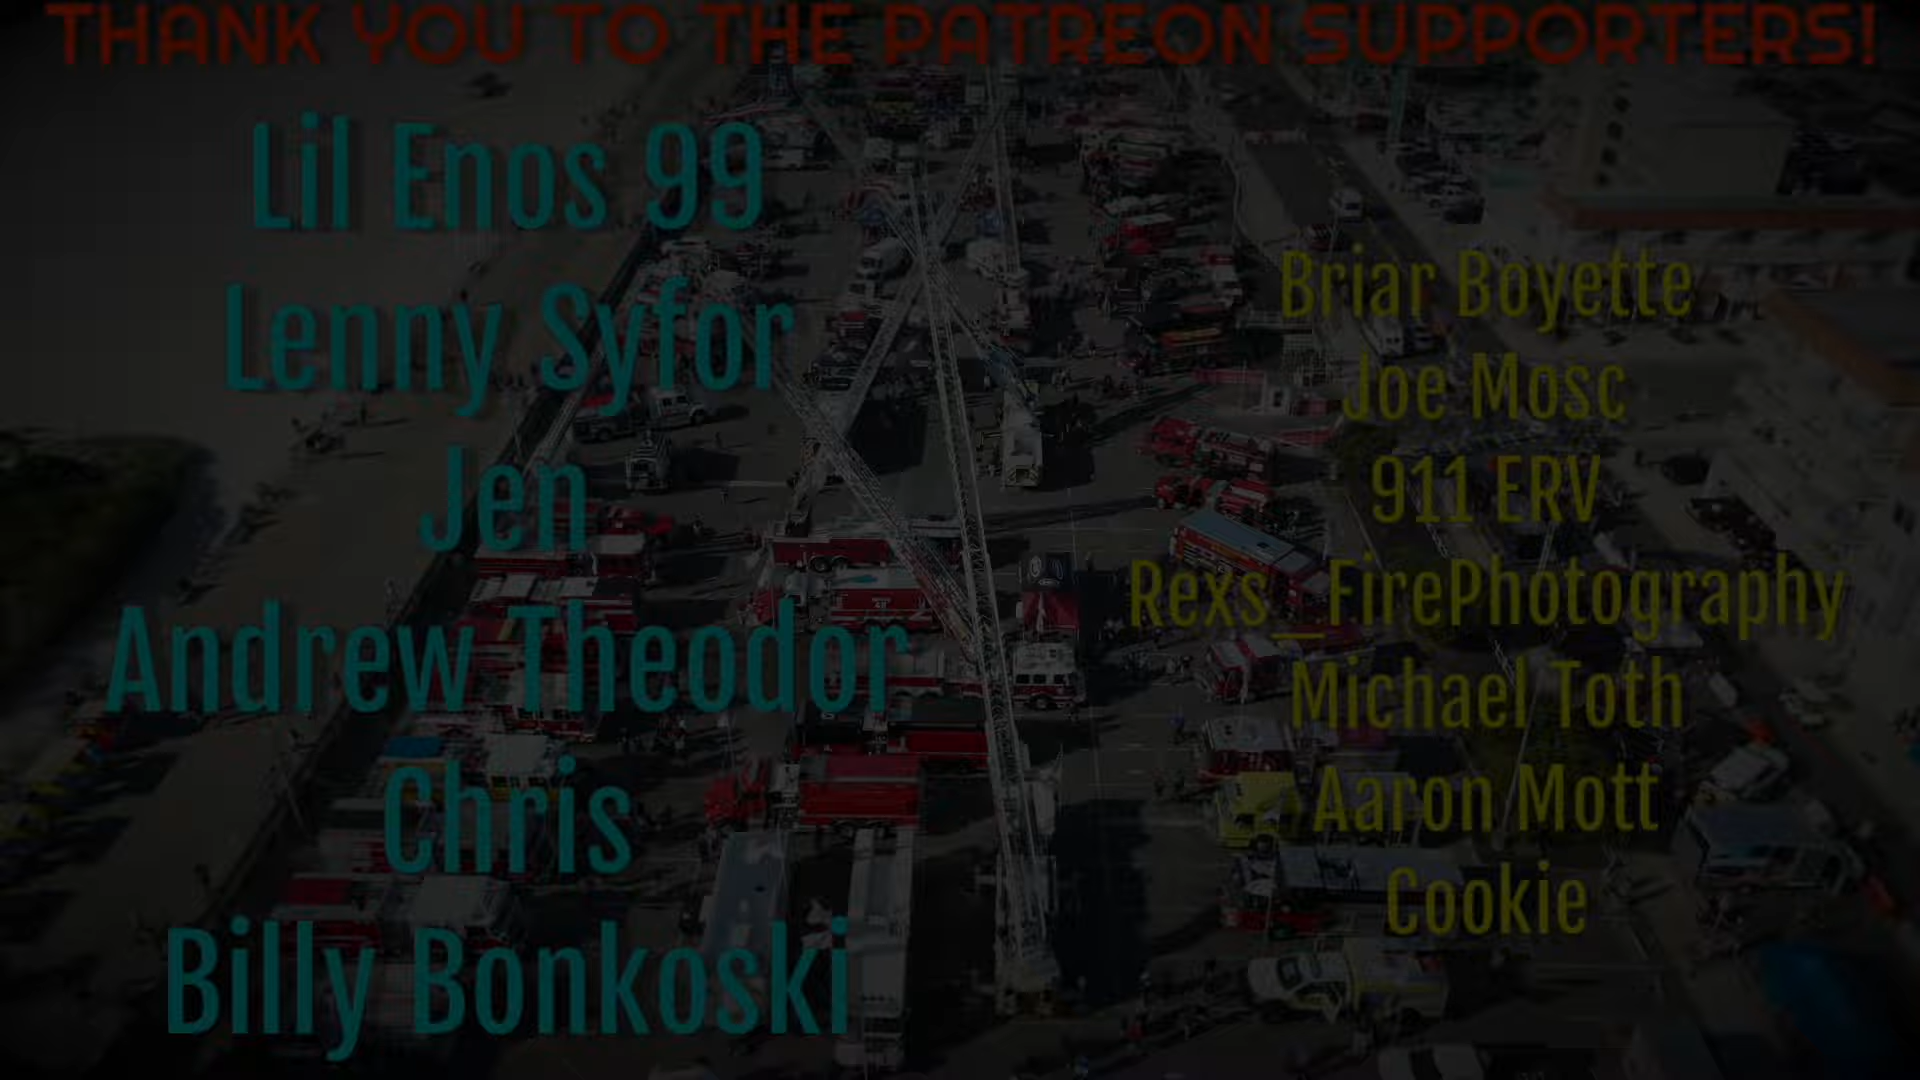 THANK YOU TO THE PATREON SUPPORTERS!
Lil Enos 99
Lenny Syfor
Jen
Andrew Theodor
Chris
Billy Bonkoski
Briar Boyette
Joe Mosc
911 ERV
Rexs_FirePhotography
Michael Toth
Aaron Mott
Cookie